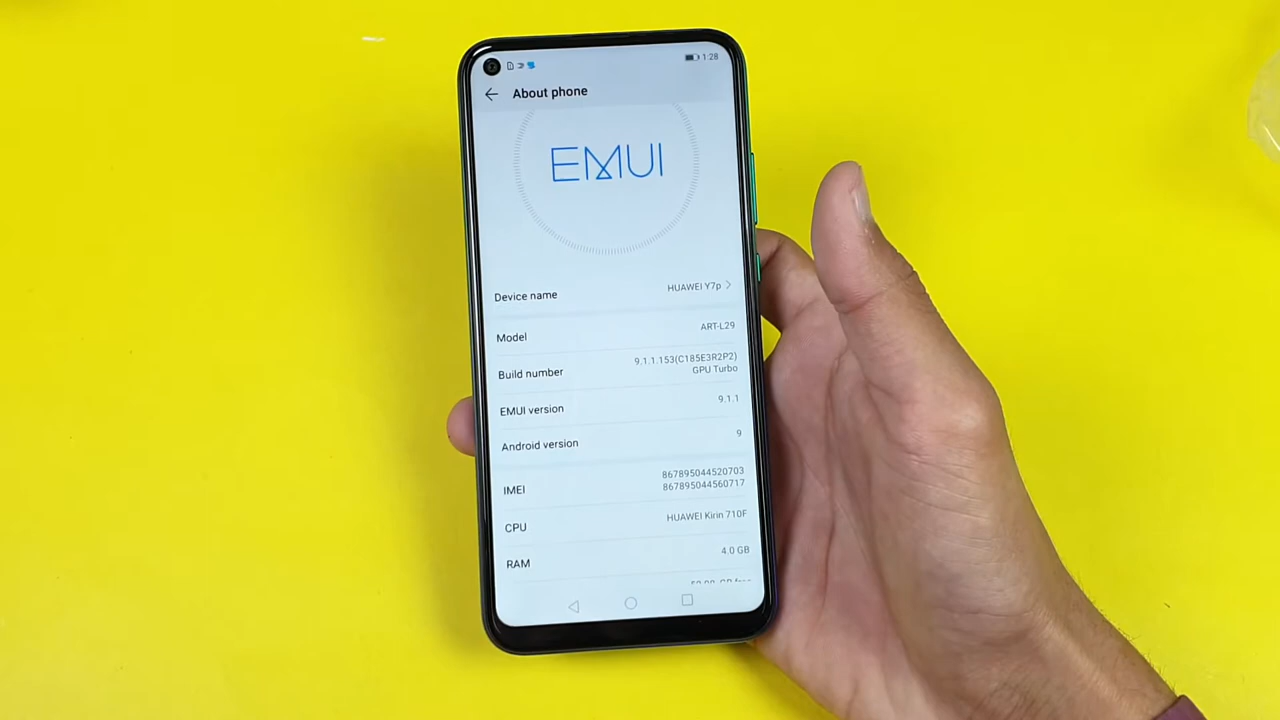 1:28
About phone
EMUI
Device name HUAWEI Y7p
Model ART-L29
Build number 9.1.1.153(C185E3R2P2)
GPU Turbo
EMUI version 9.1.1
Android version 9
IMEI 867895044520703
867895044560717
CPU HUAWEI Kirin 710F
RAM 4.0 GB